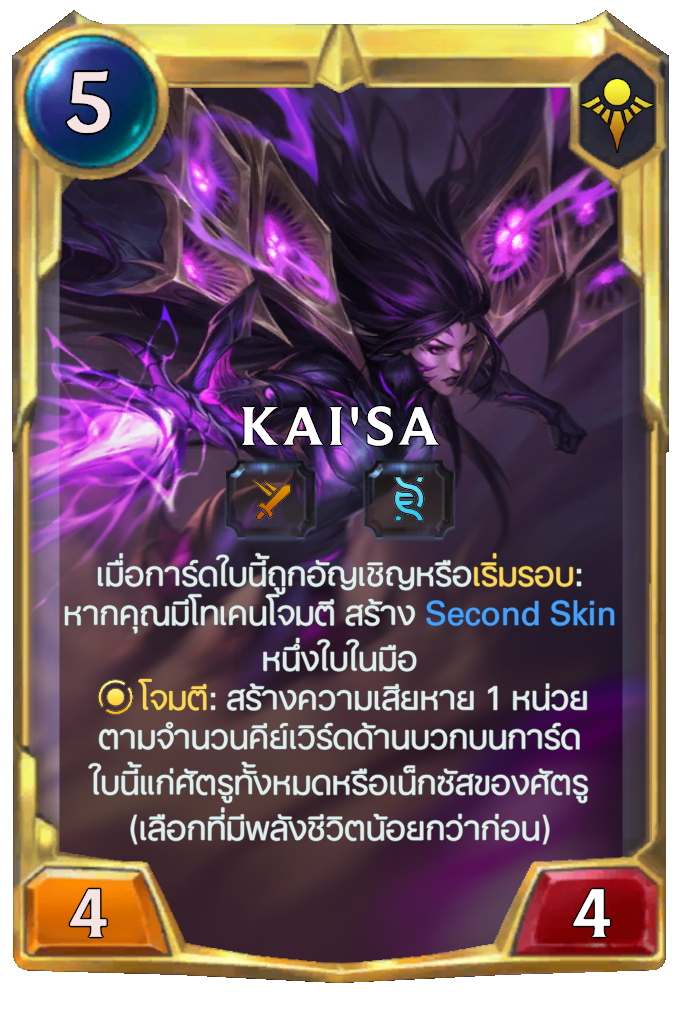 5
KAI'SA
เมื่อการ์ดใบนี้ถูกอัญเชิญหรือเริ่มรอบ:
หากคุณมีโทเคนโจมตี สร้าง Second Skin
หนึ่งใบในมือ
โจมตี: สร้างความเสียหาย 1 หน่วย
ตามจำนวนคีย์เวิร์ดด้านบวกบนการ์ด
ใบนี้แก่ศัตรูทั้งหมดหรือเน็กซัสของศัตรู
(เลือกที่มีพลังชีวิตน้อยกว่าก่อน)
4
4